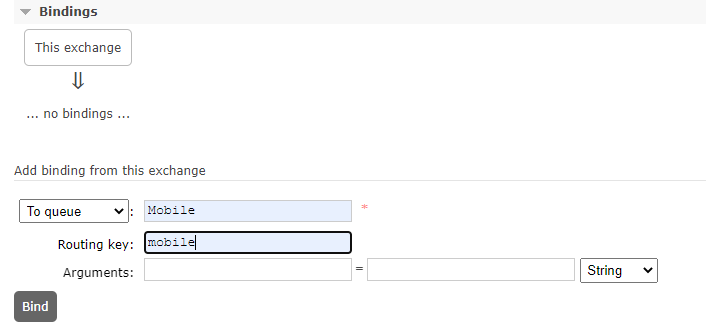 Bindings
This exchange
⇓
... no bindings ...
Add binding from this exchange
To queue : Mobile *
Routing key: mobile
Arguments: = String
Bind